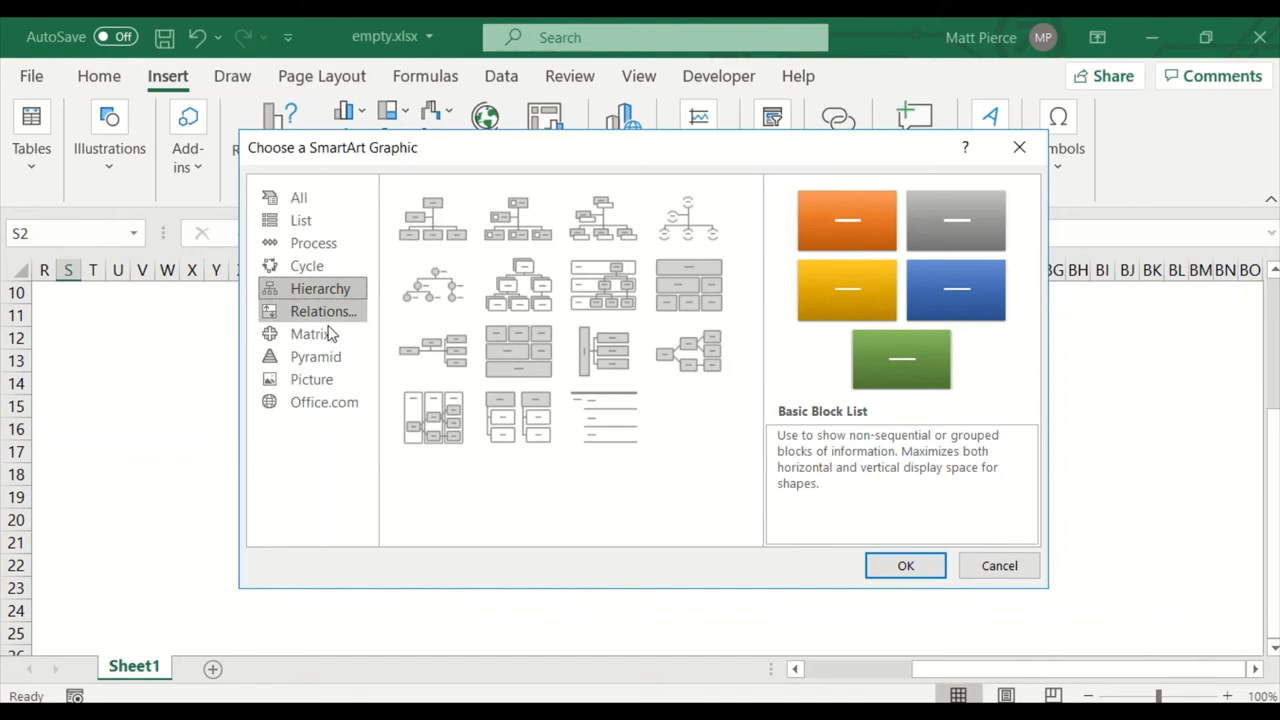 AutoSave Off empty.xlsx Search Matt Pierce MP
File Home Insert Draw Page Layout Formulas Data Review View Developer Help Share Comments
Tables Illustrations Add-
ins
Choose a SmartArt Graphic ?
All
List
Process
Cycle
Hierarchy
Relations...
Matrix
Pyramid
Picture
Office.com
Basic Block List
Use to show non-sequential or grouped
blocks of information. Maximizes both
horizontal and vertical display space for
shapes.
OK Cancel
S2
R S T U V W X Y BG BH BI BJ BK BL BM BN BO
10
11
12
13
14
15
16
17
18
19
20
21
22
23
24
25
Sheet1
Ready 100%